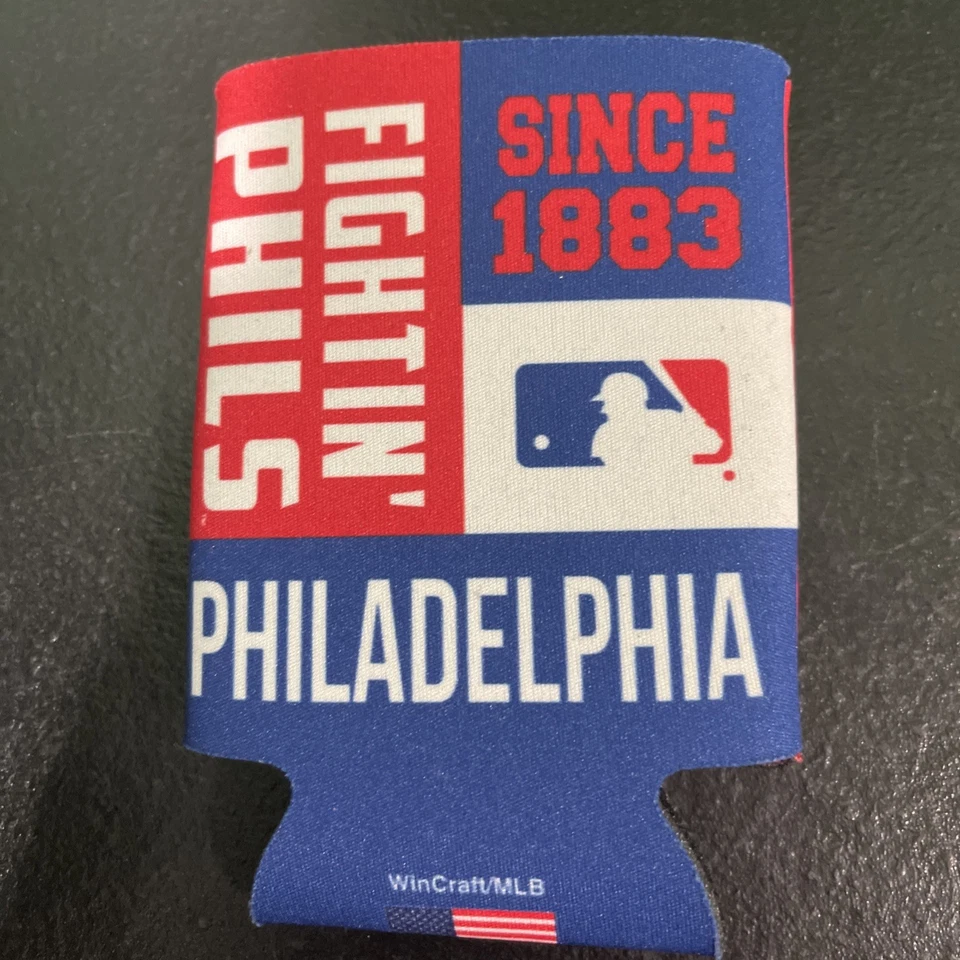 FIGHTIN'
PHILS
SINCE
1883
PHILADELPHIA
WinCraft/MLB